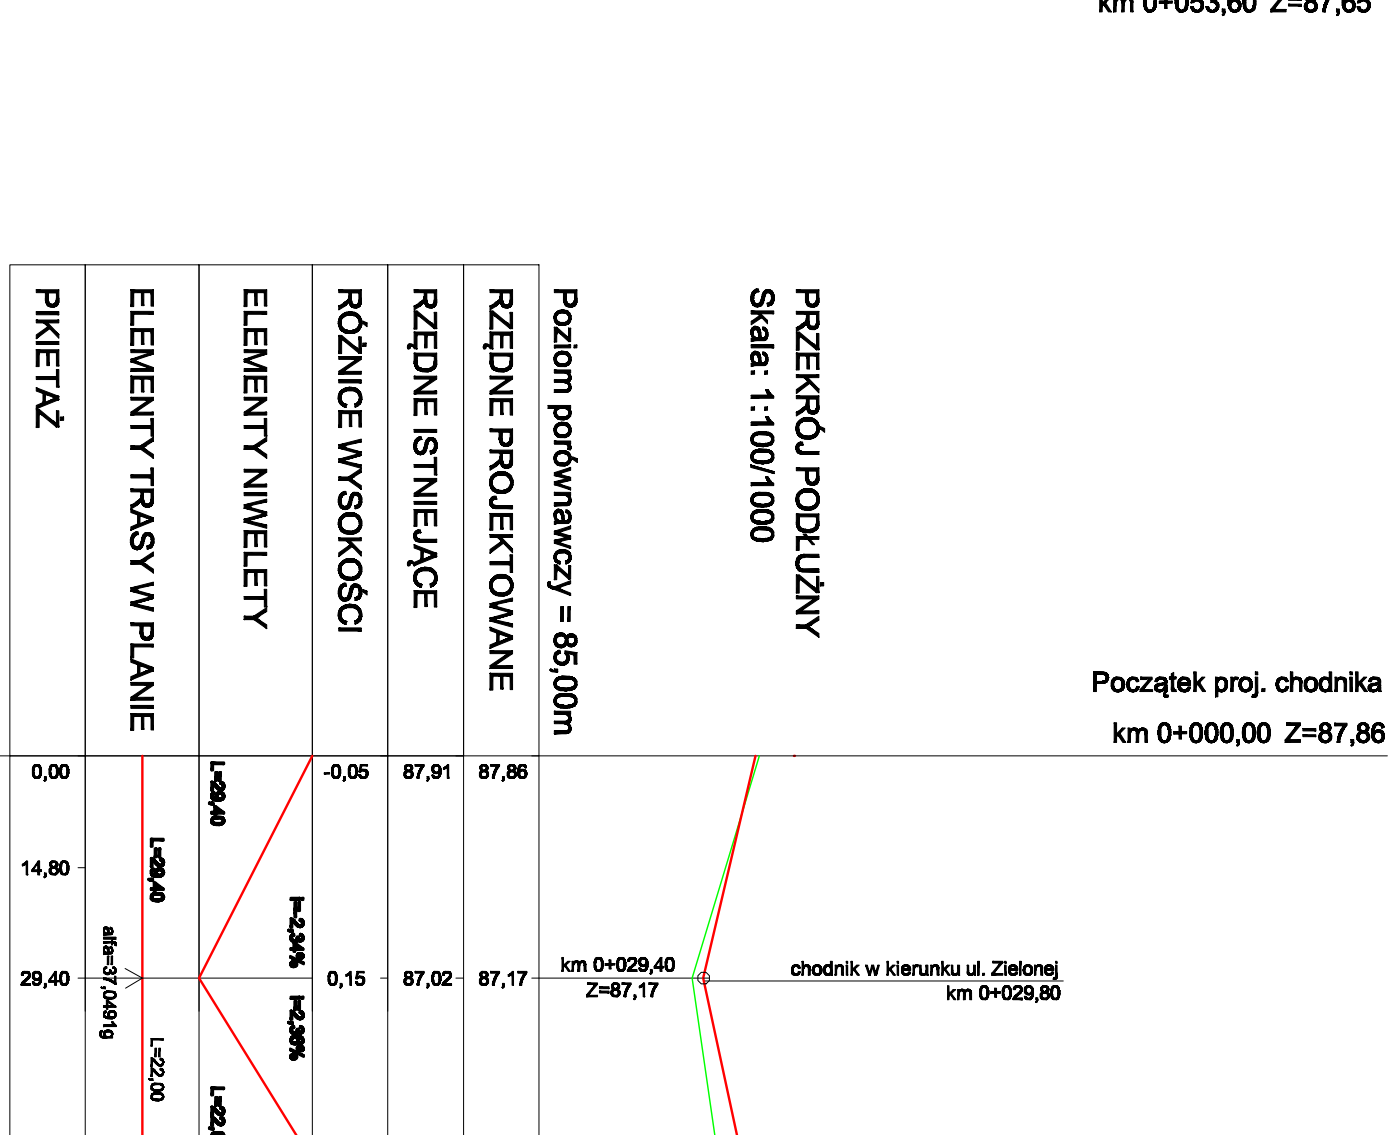 km 0+053,60 Z=87,65
PRZEKRÓJ PODŁUŻNY
Skala: 1:100/1000
Poziom porównawczy = 85,00m
RZĘDNE PROJEKTOWANE
RZĘDNE ISTNIEJĄCE
RÓŻNICE WYSOKOŚCI
ELEMENTY NIWELETY
ELEMENTY TRASY W PLANIE
PIKIETAŻ
Początek proj. chodnika
km 0+000,00 Z=87,86
0,00
L=29,40
-0,05
87,91
87,86
14,80
L=29,40
i=-2,34%
alfa=37,0491g
29,40
0,15
87,02
87,17
km 0+029,40
Z=87,17
chodnik w kierunku ul. Zielonej
km 0+029,80
i=2,36%
L=22,00